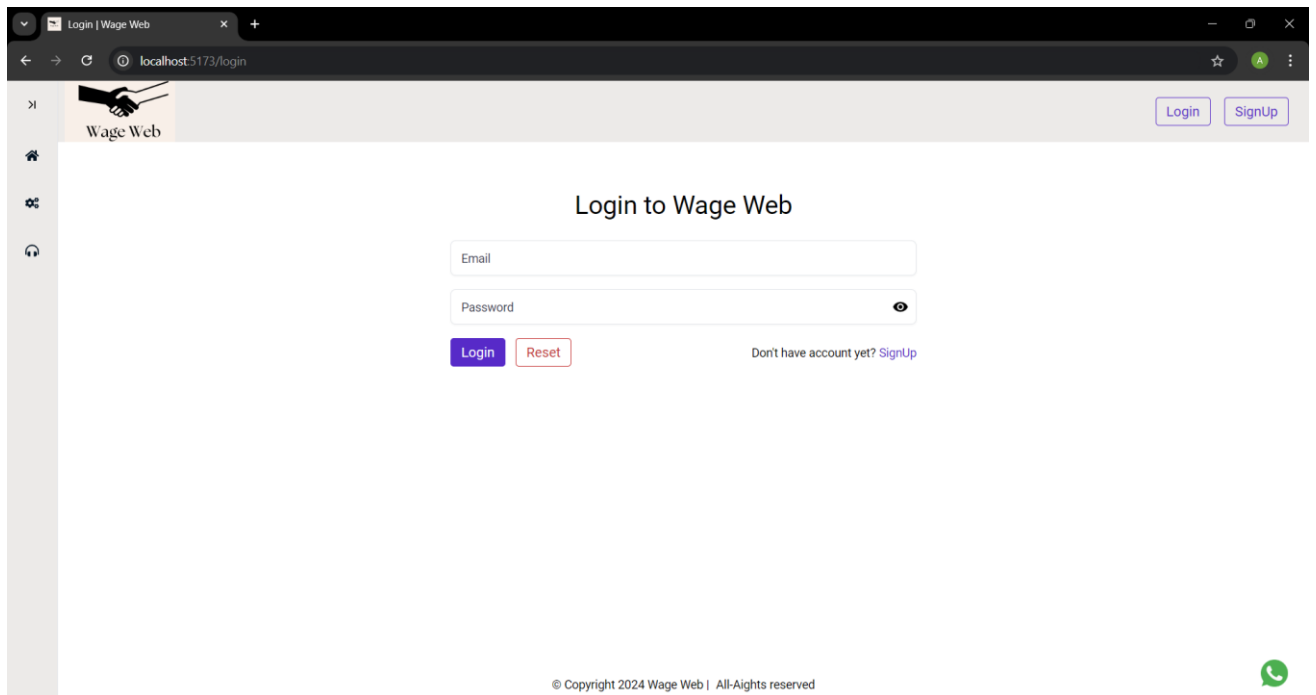 Login | Wage Web
localhost:5173/login
A
Wage Web
Login SignUp
Login to Wage Web
Email
Password
Login Reset Don't have account yet? SignUp
© Copyright 2024 Wage Web | All-Aights reserved